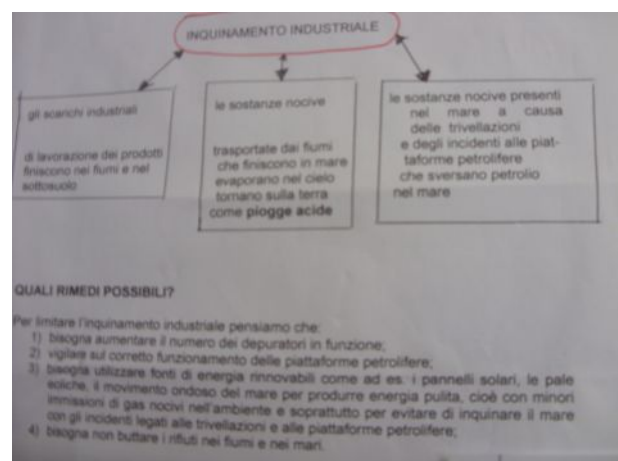 INQUINAMENTO INDUSTRIALE
gli scarichi industriali
di lavorazione dei prodotti
finiscono nei fiumi e nel
sottosuolo
le sostanze nocive
trasportate dai fiumi
che finiscono in mare
evaporano nel cielo
tornano sulla terra
come piogge acide
le sostanze nocive presenti
nel mare a causa
delle trivellazioni
e degli incidenti alle piat-
taforme petrolifere
che sversano petrolio
nel mare
QUALI RIMEDI POSSIBILI?
Per limitare l'inquinamento industriale pensiamo che:
1) bisogna aumentare il numero dei depuratori in funzione;
2) vigilare sul corretto funzionamento delle piattaforme petrolifere;
3) bisogna utilizzare fonti di energia rinnovabili come ad es. i pannelli solari, le pale
eoliche, il movimento ondoso del mare per produrre energia pulita, cioè con minori
immissioni di gas nocivi nell'ambiente e soprattutto per evitare di inquinare il mare
con gli incidenti legati alle trivellazioni e alle piattaforme petrolifere;
4) bisogna non buttare i rifiuti nei fiumi e nei mari.